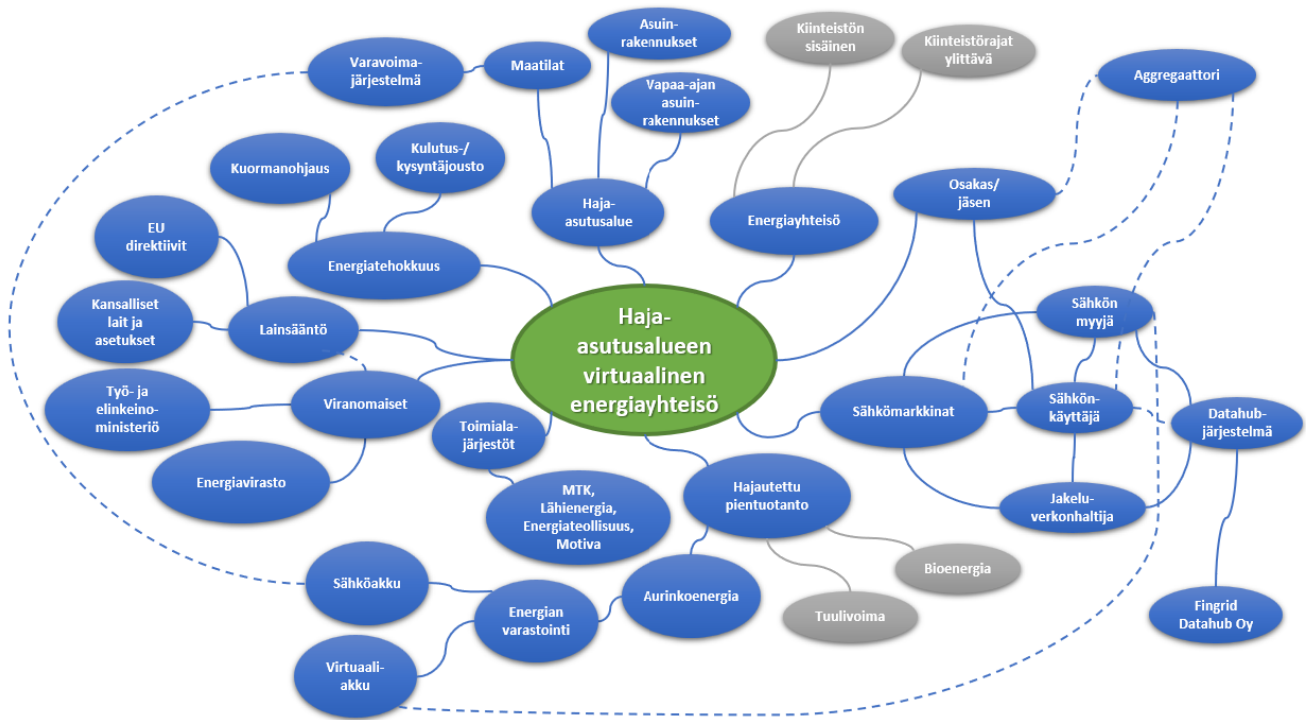 Asuin-
rakennukset
Kiinteistön
sisäinen
Kiinteistörajat
ylittävä
Varavoima-
järjestelmä
Maatilat
Aggregaattori
Vapaa-ajan
asuin-
rakennukset
Kulutus-/
kysyntäjousto
Kuormanohjaus
Osakas/
jäsen
Haja-
asutusalue
Energiayhteisö
EU
direktiivit
Energiatehokkuus
Kansalliset
lait ja
asetukset
Lainsääntö
Haja-
asutusalueen
virtuaalinen
energiayhteisö
Sähkön
myyjä
Työ- ja
elinkeino-
ministeriö
Viranomaiset
Toimiala-
järjestöt
Sähkömarkkinat
Sähkön-
käyttäjä
Datahub-
järjestelmä
Energiavirasto
MTK,
Lähienergia,
Energiateollisuus,
Motiva
Hajautettu
pientuotanto
Jakelu-
verkonhaltija
Bioenergia
Sähköakku
Energian
varastointi
Aurinkoenergia
Tuulivoima
Fingrid
Datahub Oy
Virtuaali-
akku